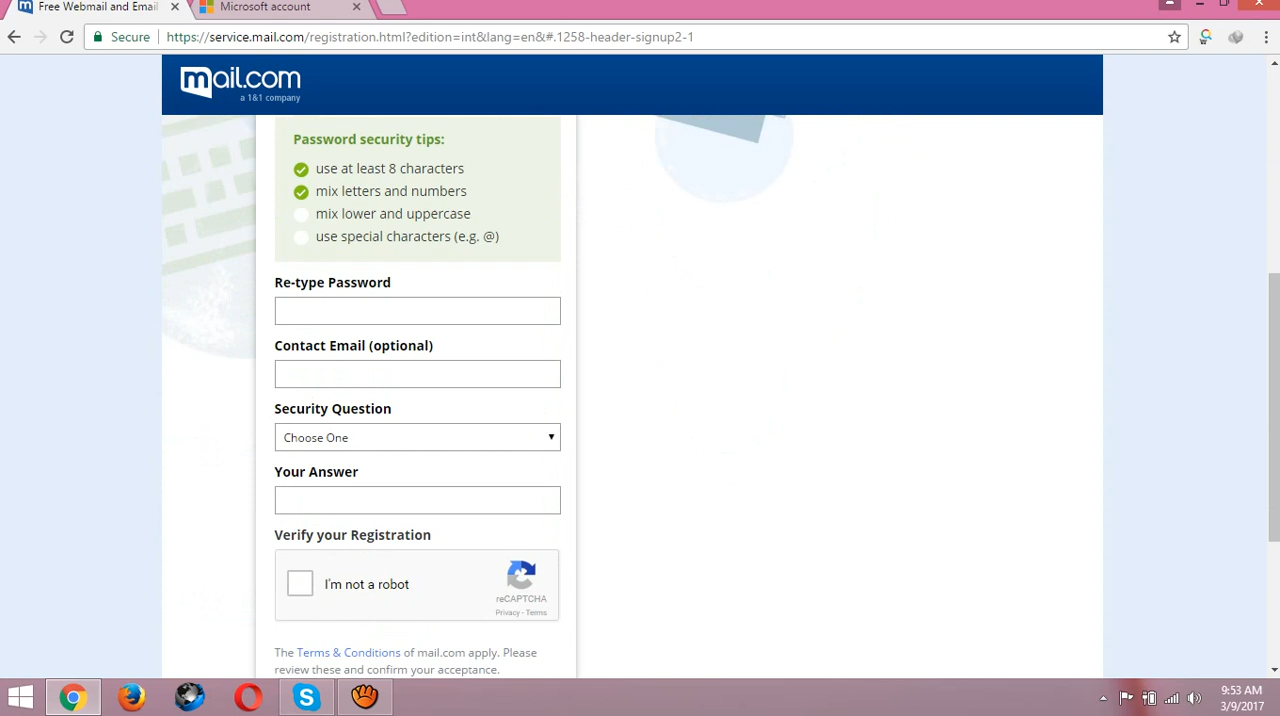 Free Webmail and Email
Microsoft account
Secure
https://service.mail.com/registration.html?edition=int&lang=en&#.1258-header-signup2-1
mail.com
a 1&1 company
Password security tips:
use at least 8 characters
mix letters and numbers
mix lower and uppercase
use special characters (e.g. @)
Re-type Password
Contact Email (optional)
Security Question
Choose One
Your Answer
Verify your Registration
I'm not a robot
reCAPTCHA
Privacy - Terms
The Terms & Conditions of mail.com apply. Please
review these and confirm your acceptance.
9:53 AM
3/9/2017